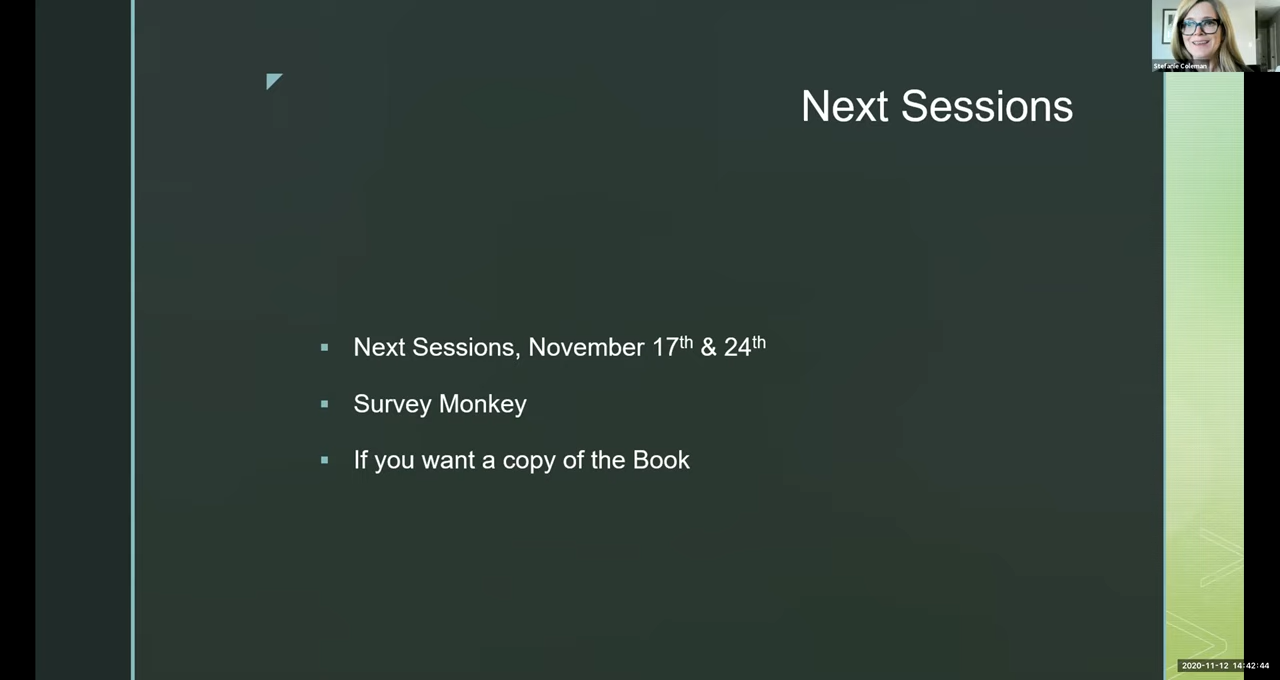 Stefanie Coleman
Next Sessions
Next Sessions, November 17th & 24th
Survey Monkey
If you want a copy of the Book
2020-11-12 14:42:44